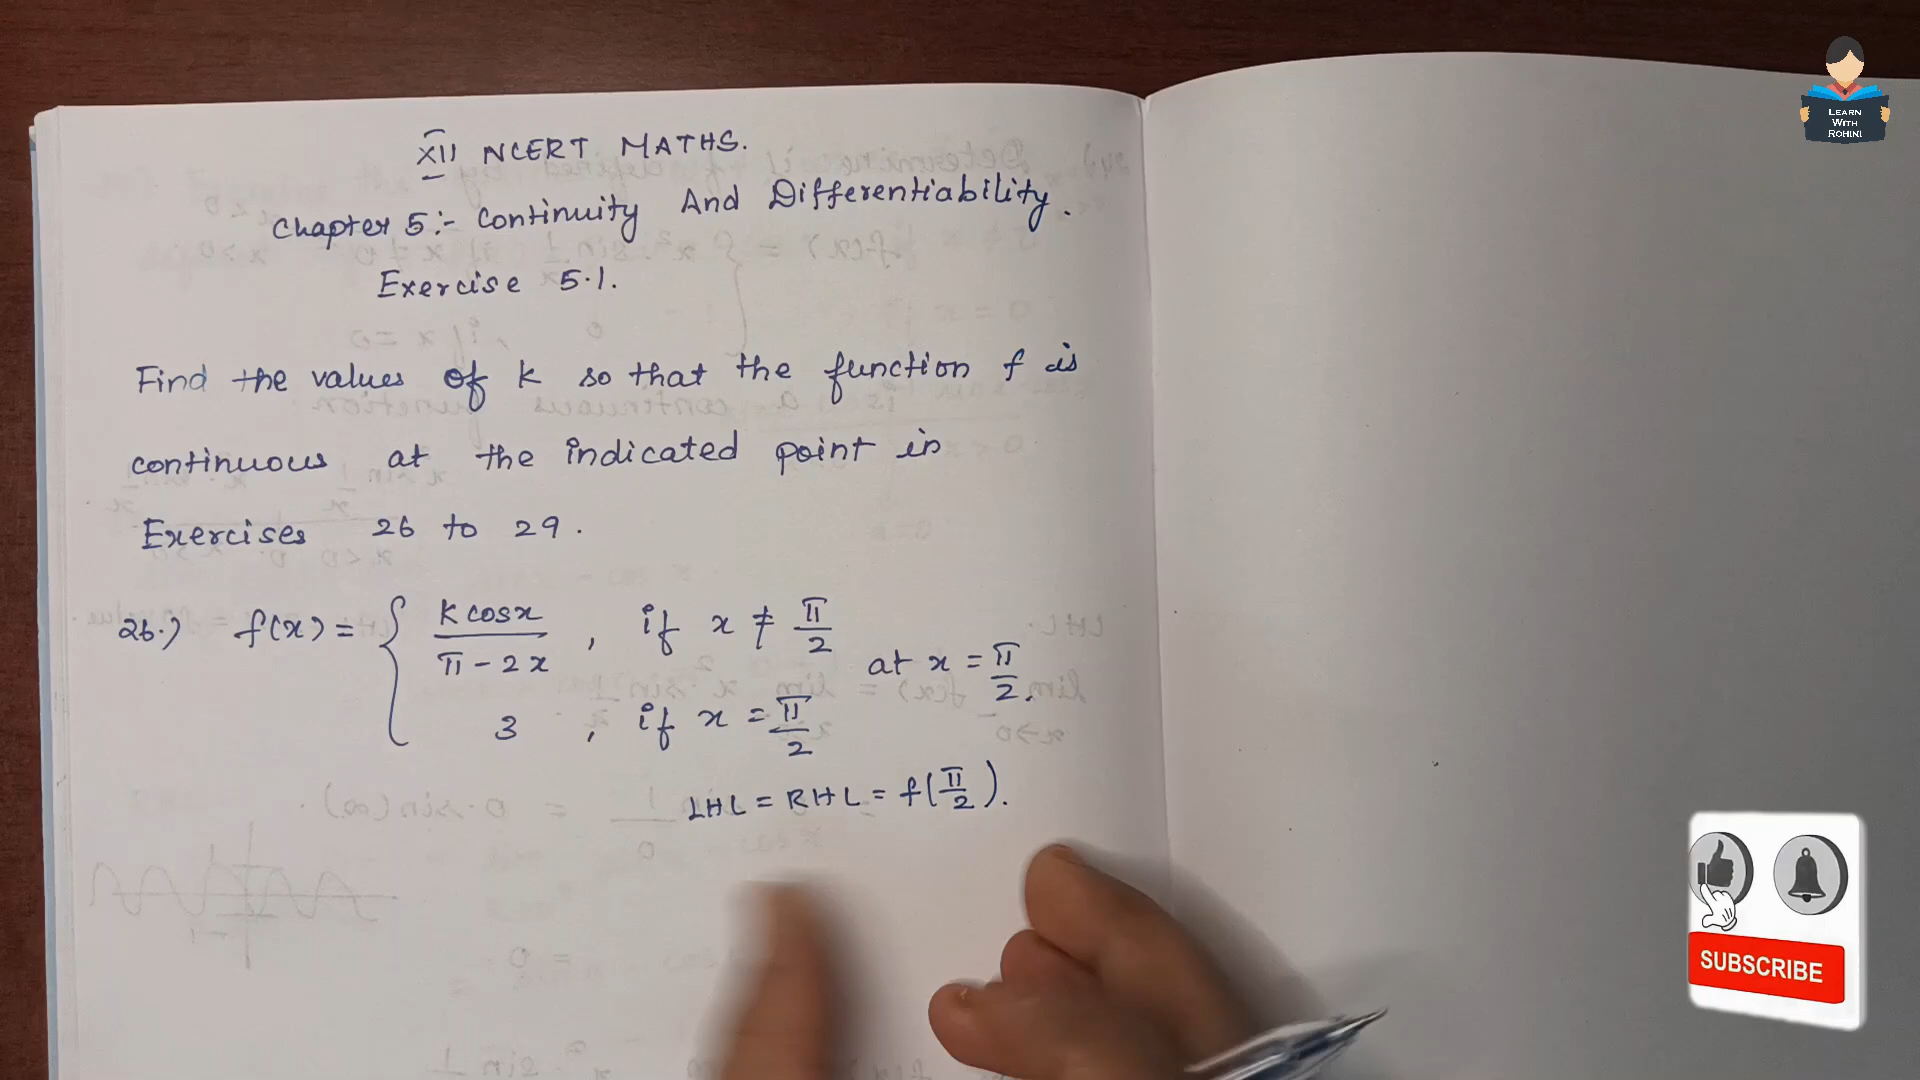 XII NCERT MATHS.
Chapter 5:- Continuity And Differentiability.
Exercise 5.1.
Find the values of k so that the function f is
continuous at the indicated point in
Exercises 26 to 29.
26.) f(x) = { k cosx / π - 2x , if x ≠ π/2
3 , if x = π/2
at x = π/2.
LHL = RHL = f(π/2).
LEARN
WITH
ROHINI
SUBSCRIBE